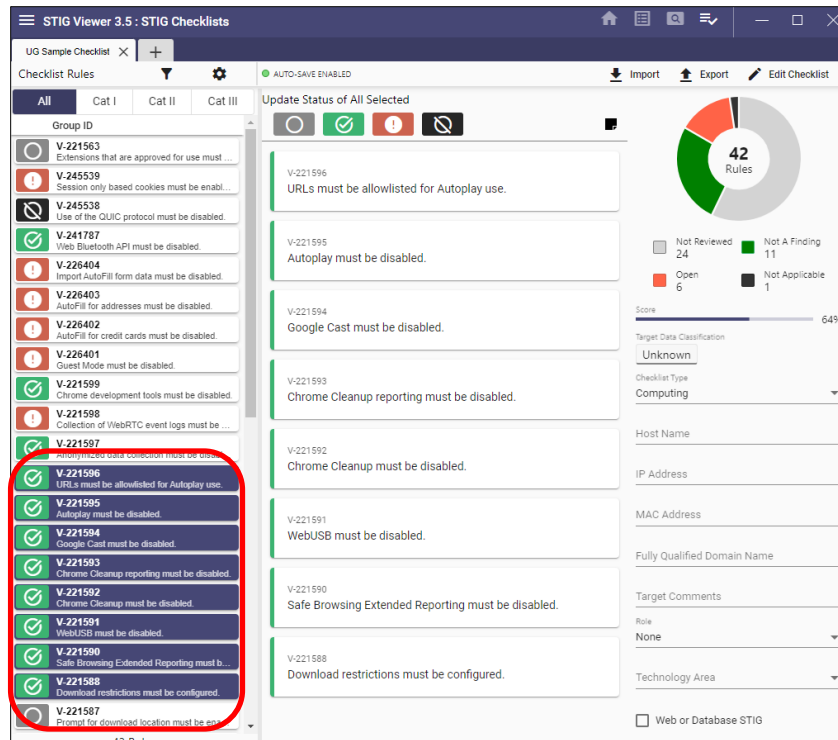 STIG Viewer 3.5 : STIG Checklists
UG Sample Checklist
Checklist Rules
AUTO-SAVE ENABLED
Import
Export
Edit Checklist
All
Cat I
Cat II
Cat III
Group ID
V-221563
Extensions that are approved for use must ...
V-245539
Session only based cookies must be enabl...
V-245538
Use of the QUIC protocol must be disabled.
V-241787
Web Bluetooth API must be disabled.
V-226404
Import AutoFill form data must be disabled.
V-226403
AutoFill for addresses must be disabled.
V-226402
AutoFill for credit cards must be disabled.
V-226401
Guest Mode must be disabled.
V-221599
Chrome development tools must be disabled.
V-221598
Collection of WebRTC event logs must be ...
V-221597
Anonymized data collection must be disab...
V-221596
URLs must be allowlisted for Autoplay use.
V-221595
Autoplay must be disabled.
V-221594
Google Cast must be disabled.
V-221593
Chrome Cleanup reporting must be disabled.
V-221592
Chrome Cleanup must be disabled.
V-221591
WebUSB must be disabled.
V-221590
Safe Browsing Extended Reporting must b...
V-221588
Download restrictions must be configured.
V-221587
Prompt for download location must be ena...
Update Status of All Selected
V-221596
URLs must be allowlisted for Autoplay use.
V-221595
Autoplay must be disabled.
V-221594
Google Cast must be disabled.
V-221593
Chrome Cleanup reporting must be disabled.
V-221592
Chrome Cleanup must be disabled.
V-221591
WebUSB must be disabled.
V-221590
Safe Browsing Extended Reporting must be disabled.
V-221588
Download restrictions must be configured.
42
Rules
Not Reviewed
24
Not A Finding
11
Open
6
Not Applicable
1
Score
64%
Target Data Classification
Unknown
Checklist Type
Computing
Host Name
IP Address
MAC Address
Fully Qualified Domain Name
Target Comments
Role
None
Technology Area
Web or Database STIG